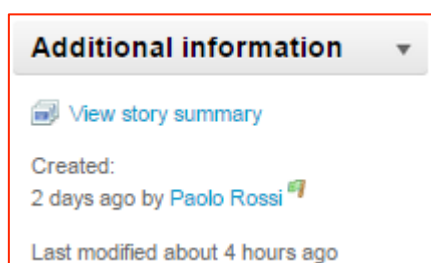 Additional information
View story summary
Created:
2 days ago by Paolo Rossi
Last modified about 4 hours ago